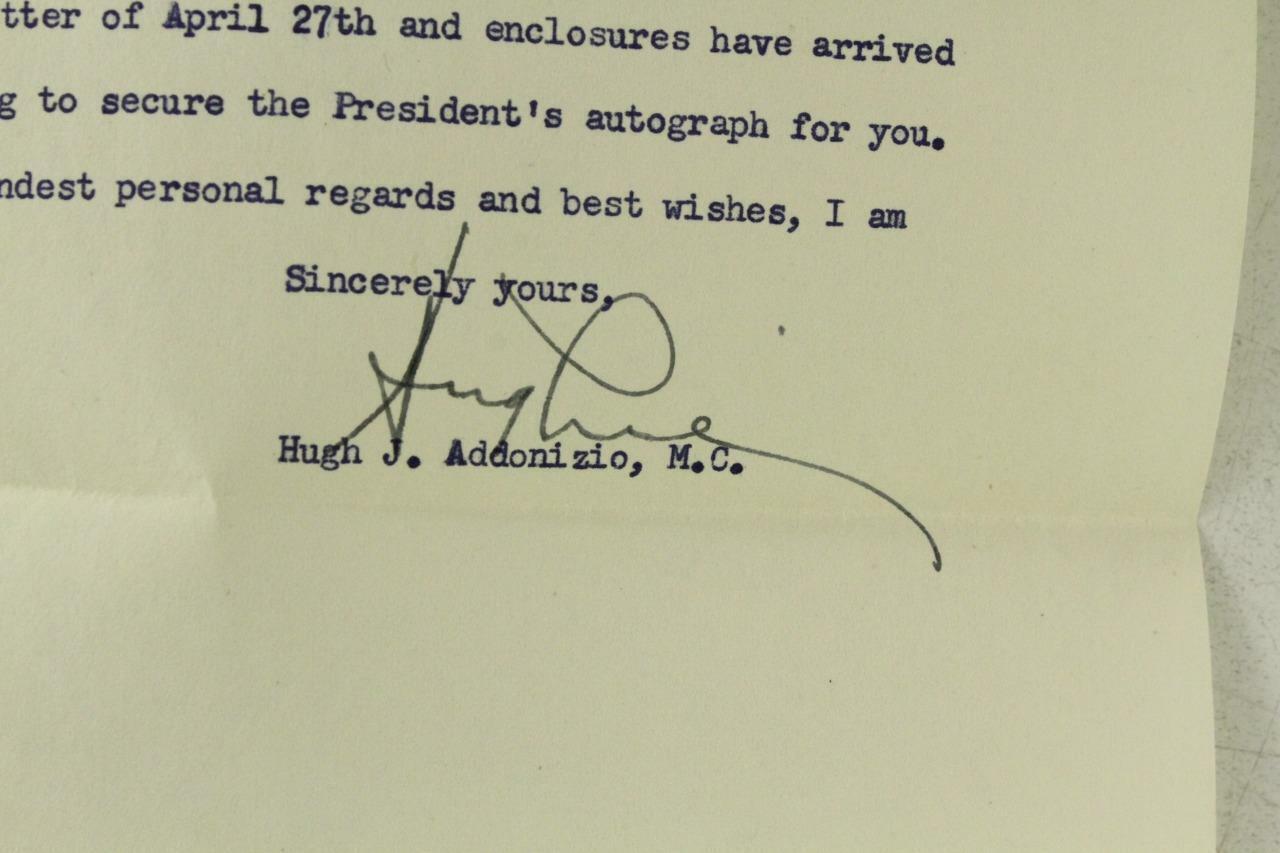 tter of April 27th and enclosures have arrived
g to secure the President's autograph for you.
ndest personal regards and best wishes, I am
Sincerely yours,
Hugh
Hugh J. Addonizio, M.C.